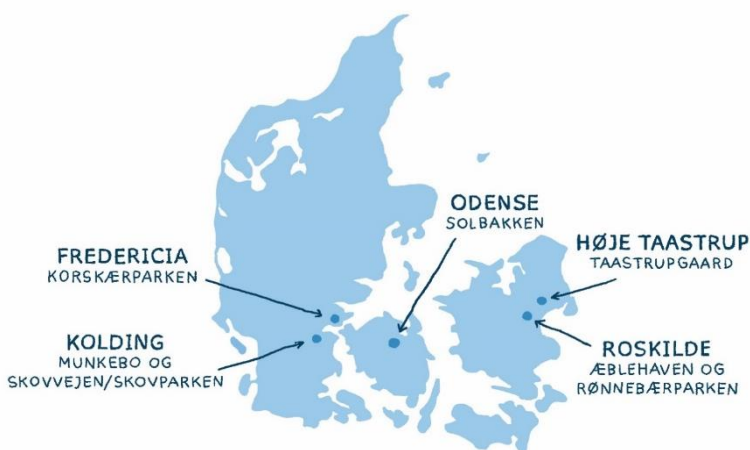 ODENSE
SOLBAKKEN
HØJE TAASTRUP
TAASTRUPGAARD
FREDERICIA
KORSKÆRPARKEN
KOLDING
MUNKEBO OG
SKOVVEJEN/SKOVPARKEN
ROSKILDE
ÆBLEHAVEN OG
RØNNEBÆRPARKEN